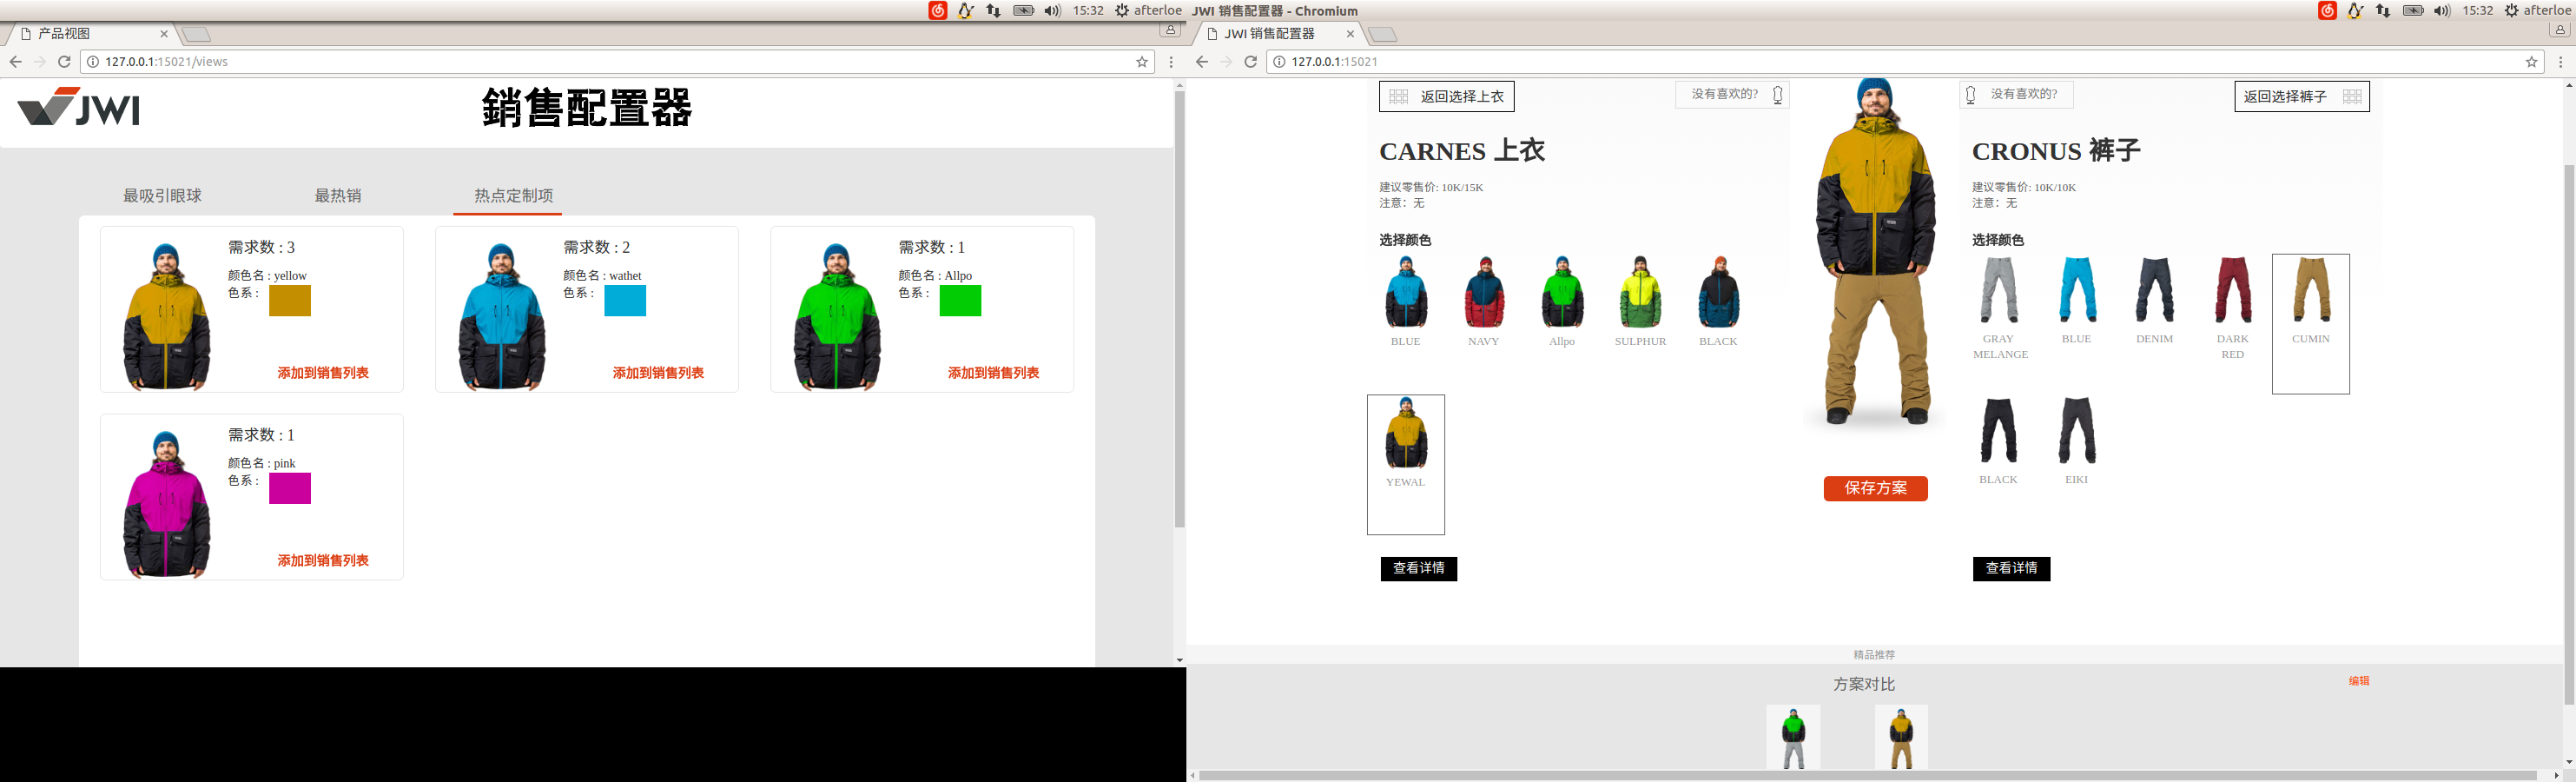 15:32 afterloe
产品视图
127.0.0.1:15021/views
JWI
銷售配置器
最吸引眼球 最热销 热点定制项
需求数 : 3
颜色名 : yellow
色系 :
添加到销售列表
需求数 : 2
颜色名 : wathet
色系 :
添加到销售列表
需求数 : 1
颜色名 : Allpo
色系 :
添加到销售列表
需求数 : 1
颜色名 : pink
色系 :
添加到销售列表
JWI 销售配置器 - Chromium
15:32 afterloe
JWI 销售配置器
127.0.0.1:15021
返回选择上衣
没有喜欢的?
没有喜欢的?
返回选择裤子
CARNES 上衣
建议零售价: 10K/15K
注意：无
选择颜色
BLUE NAVY Allpo SULPHUR BLACK
YEWAL
查看详情
保存方案
CRONUS 裤子
建议零售价: 10K/10K
注意：无
选择颜色
GRAY MELANGE BLUE DENIM DARK RED CUMIN
BLACK EIKI
查看详情
精品推荐
方案对比
编辑